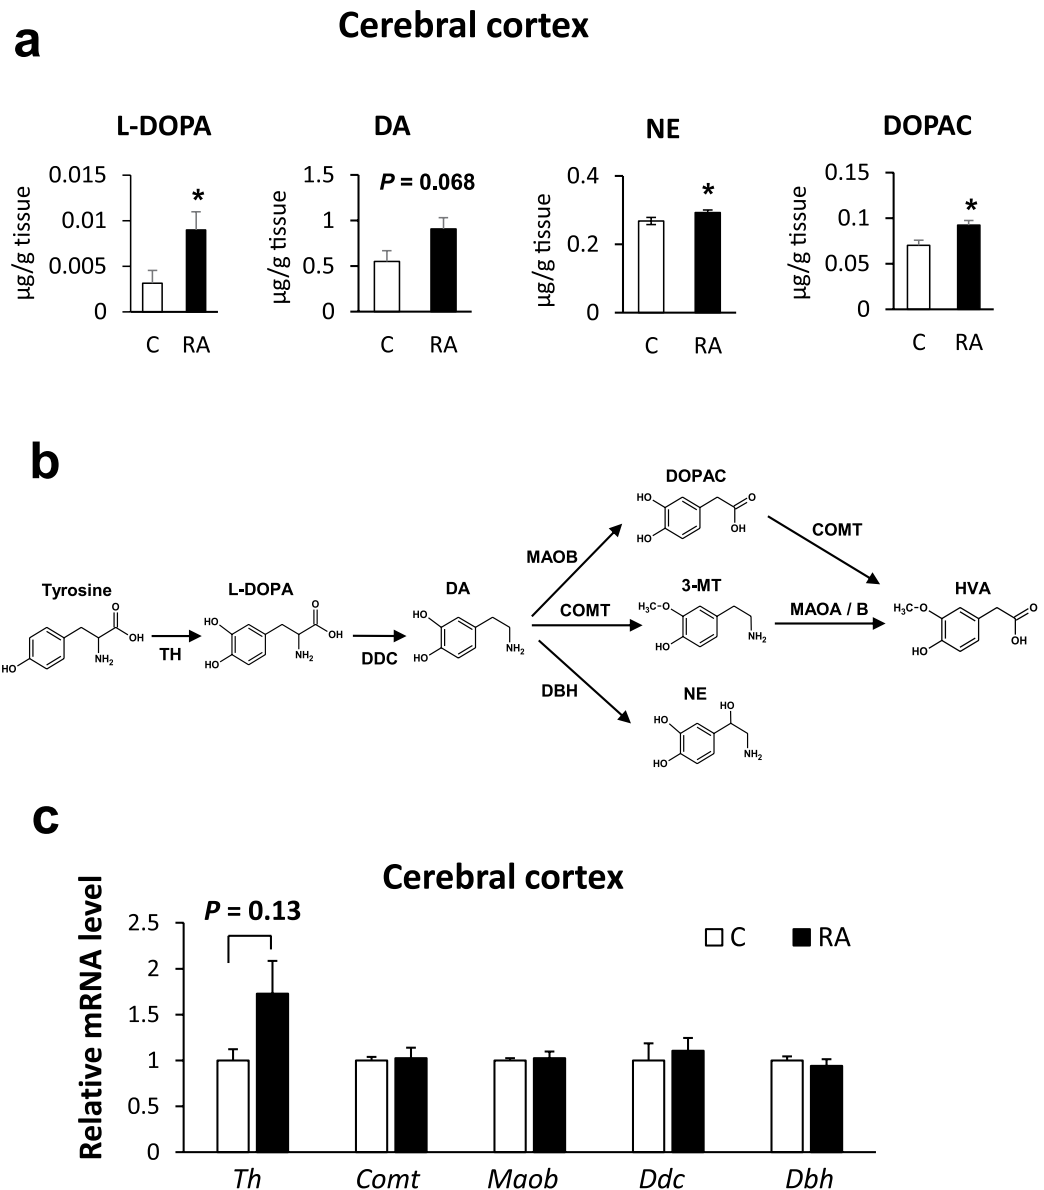 a
Cerebral cortex
L-DOPA
DA
NE
DOPAC
µg/g tissue
0.015
0.01
0.005
0
*
C RA
µg/g tissue
1.5
1
0.5
0
P = 0.068
C RA
µg/g tissue
0.4
0.2
0
*
C RA
µg/g tissue
0.15
0.1
0.05
0
*
C RA
b
Tyrosine
O
OH
NH2
HO
TH
L-DOPA
HO
HO
O
OH
NH2
DDC
DA
HO
HO
NH2
MAOB
COMT
DBH
DOPAC
HO
HO
O
OH
COMT
3-MT
H3C O
HO
NH2
MAOA / B
NE
HO
HO
HO
NH2
HVA
H3C O
HO
O
OH
c
Cerebral cortex
Relative mRNA level
2.5
2
1.5
1
0.5
0
P = 0.13
C RA
Th Comt Maob Ddc Dbh